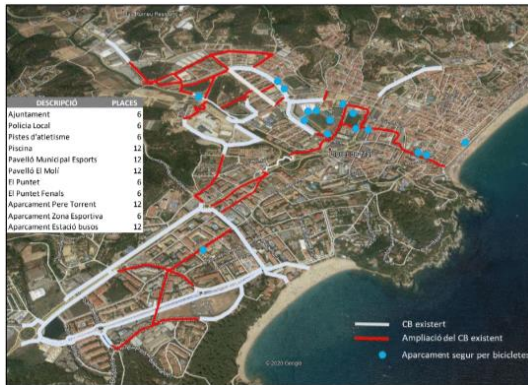 DESCRIPCIÓ PLACES
Ajuntament 6
Policia Local 6
Pistes d'atletisme 6
Piscina 12
Pavelló Municipal Esports 12
Pavelló El Molí 12
El Puntet 6
El Puntet Fenals 6
Aparcament Pere Torrent 12
Aparcament Zona Esportiva 6
Aparcament Estació busos 12
CB existert
Ampliació del CB existent
Aparcament segur per bicicletes
© 2020 Google